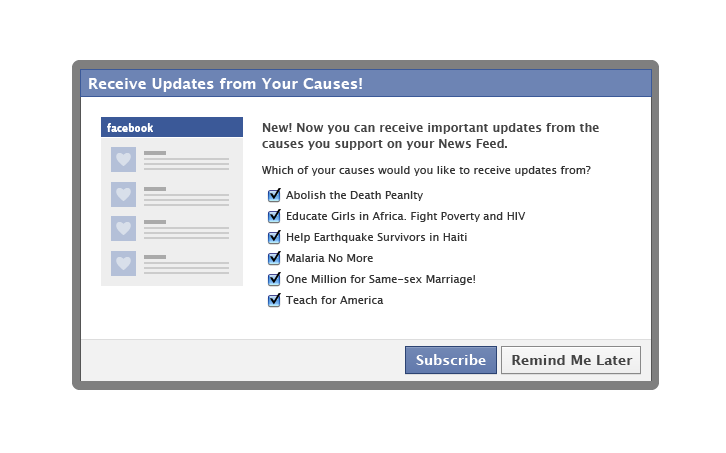 Receive Updates from Your Causes!
facebook
New! Now you can receive important updates from the
causes you support on your News Feed.
Which of your causes would you like to receive updates from?
Abolish the Death Peanlty
Educate Girls in Africa. Fight Poverty and HIV
Help Earthquake Survivors in Haiti
Malaria No More
One Million for Same-sex Marriage!
Teach for America
Subscribe
Remind Me Later